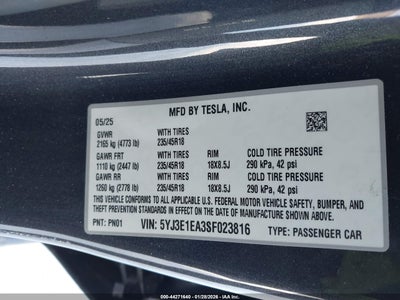 MFD BY TESLA, INC.
05/25
GVWR WITH TIRES
2165 kg (4773 lb) 235/45R18
GAWR FRT WITH TIRES RIM COLD TIRE PRESSURE
1110 kg (2447 lb) 235/45R18 18X8.5J 290 kPa, 42 psi
GAWR RR WITH TIRES RIM COLD TIRE PRESSURE
1260 kg (2778 lb) 235/45R18 18X8.5J 290 kPa, 42 psi
THIS VEHICLE CONFORMS TO ALL APPLICABLE U.S. FEDERAL MOTOR VEHICLE SAFETY, BUMPER, AND
THEFT PREVENTION STANDARDS IN EFFECT ON THE DATE OF MANUFACTURE SHOWN ABOVE.
PNT: PN01 VIN: 5YJ3E1EA3SF023816 TYPE: PASSENGER CAR
© IAA - 44271640 01/28/2026 - IAA Holdings, LLC